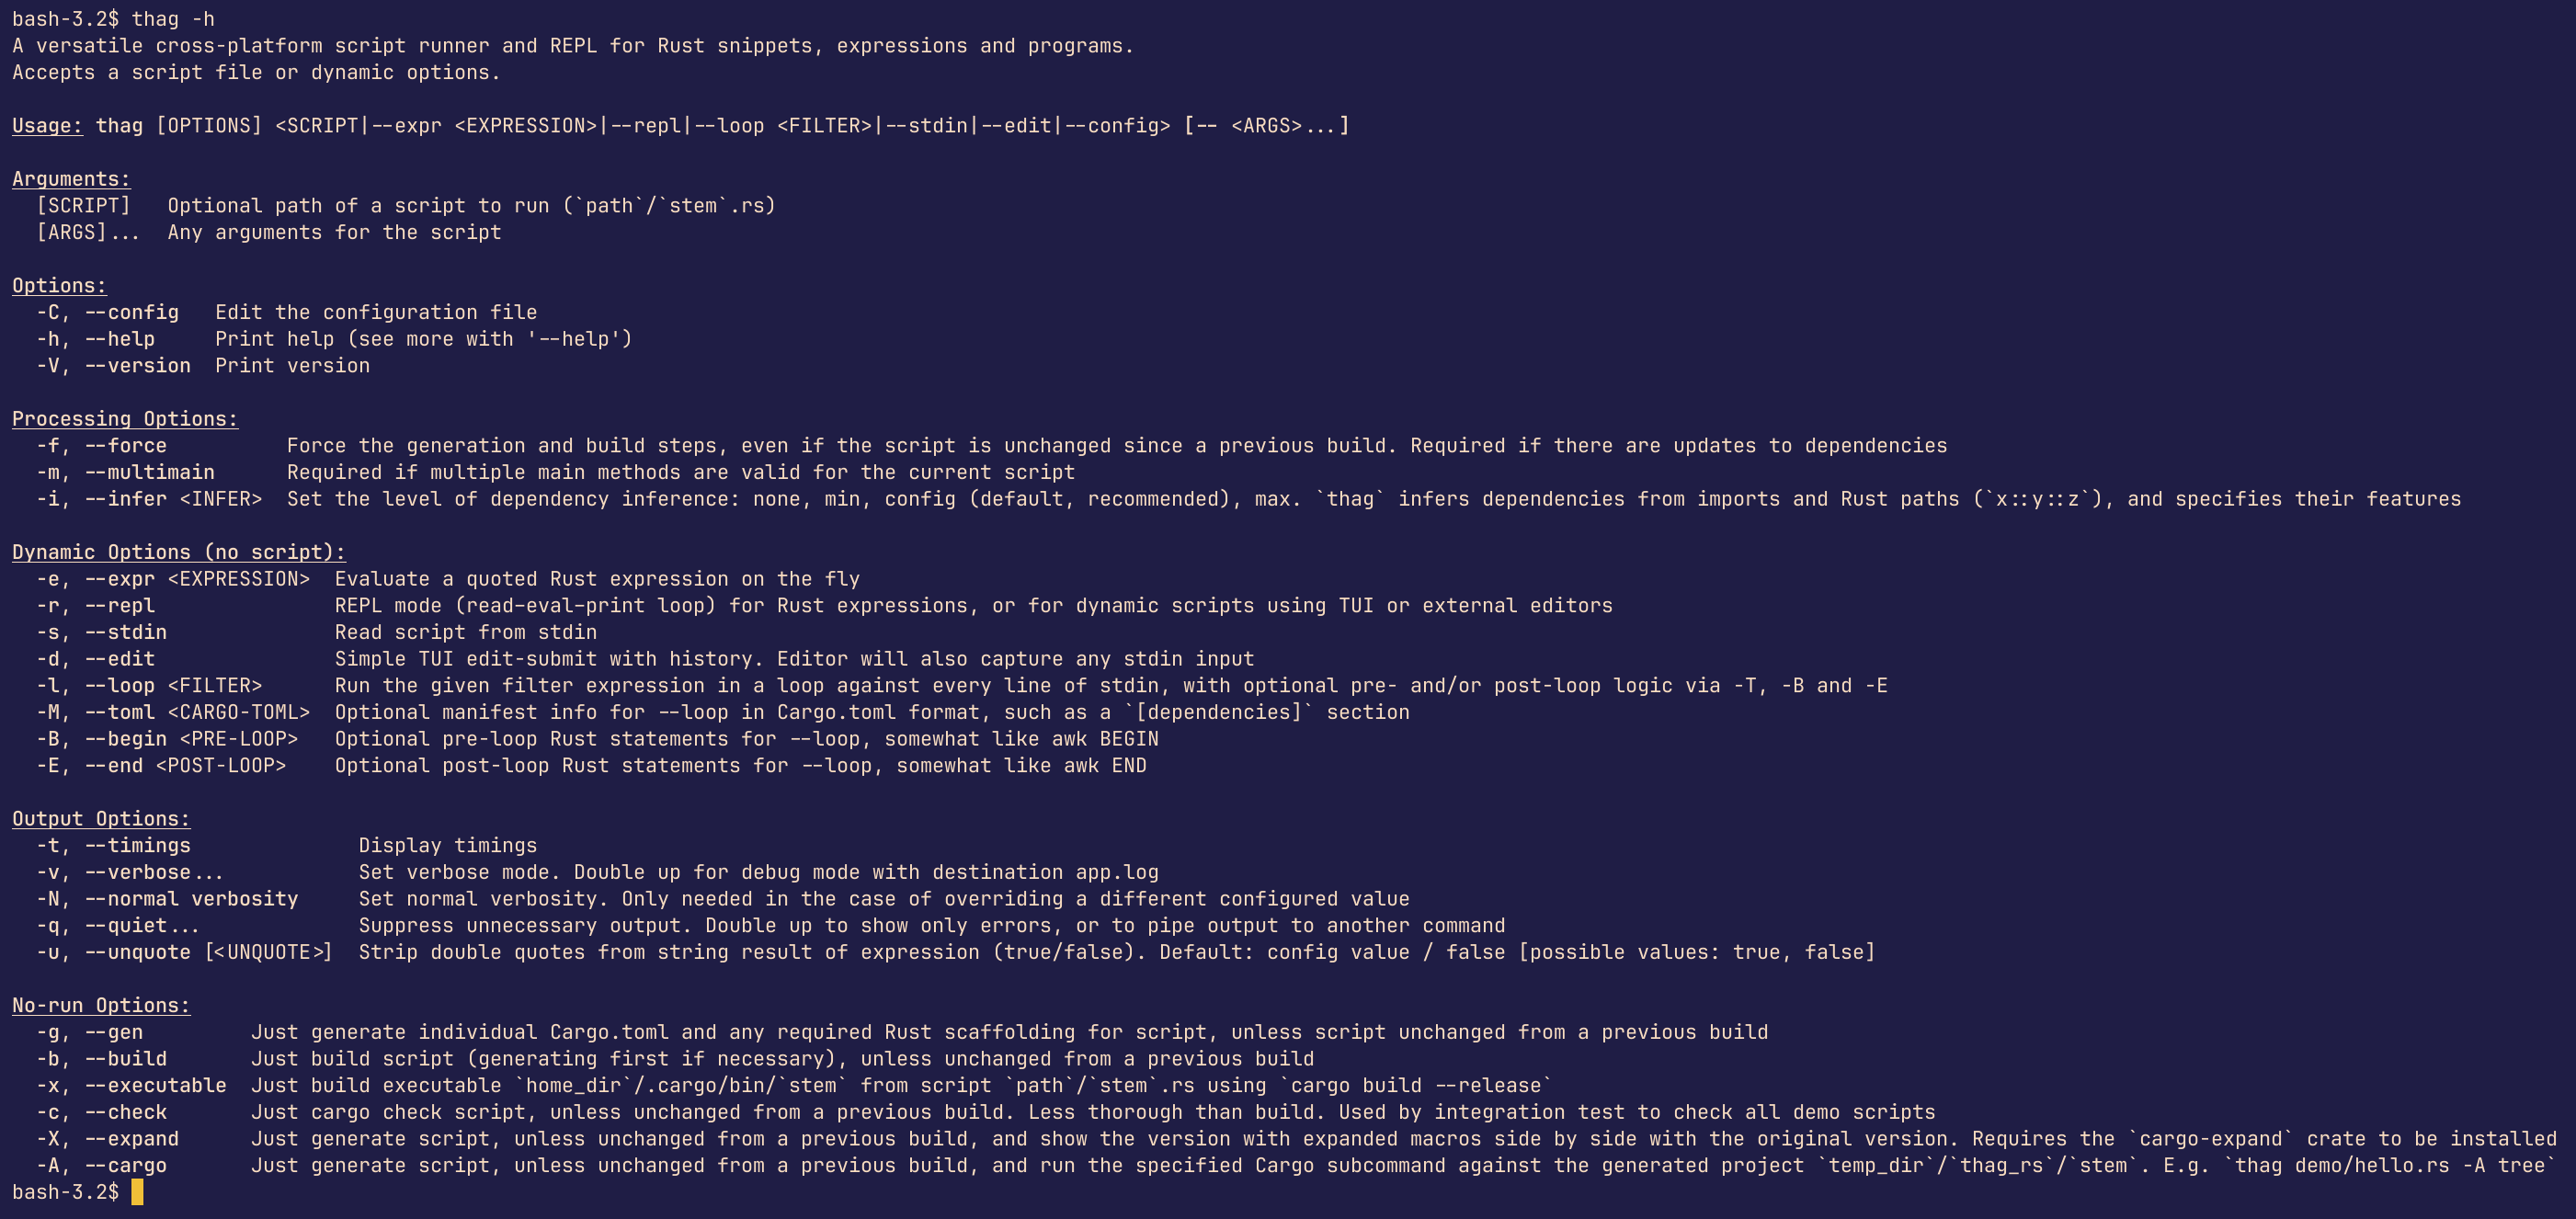 bash-3.2$ thag -h
A versatile cross-platform script runner and REPL for Rust snippets, expressions and programs.
Accepts a script file or dynamic options.

Usage: thag [OPTIONS] <SCRIPT|--expr <EXPRESSION>|--repl|--loop <FILTER>|--stdin|--edit|--config> [-- <ARGS>...]

Arguments:
  [SCRIPT]   Optional path of a script to run (`path`/`stem`.rs)
  [ARGS]...  Any arguments for the script

Options:
  -C, --config   Edit the configuration file
  -h, --help     Print help (see more with '--help')
  -V, --version  Print version

Processing Options:
  -f, --force          Force the generation and build steps, even if the script is unchanged since a previous build. Required if there are updates to dependencies
  -m, --multimain      Required if multiple main methods are valid for the current script
  -i, --infer <INFER>  Set the level of dependency inference: none, min, config (default, recommended), max. `thag` infers dependencies from imports and Rust paths (`x::y::z`), and specifies their features

Dynamic Options (no script):
  -e, --expr <EXPRESSION>  Evaluate a quoted Rust expression on the fly
  -r, --repl               REPL mode (read-eval-print loop) for Rust expressions, or for dynamic scripts using TUI or external editors
  -s, --stdin              Read script from stdin
  -d, --edit               Simple TUI edit-submit with history. Editor will also capture any stdin input
  -l, --loop <FILTER>      Run the given filter expression in a loop against every line of stdin, with optional pre- and/or post-loop logic via -T, -B and -E
  -M, --toml <CARGO-TOML>  Optional manifest info for --loop in Cargo.toml format, such as a `[dependencies]` section
  -B, --begin <PRE-LOOP>   Optional pre-loop Rust statements for --loop, somewhat like awk BEGIN
  -E, --end <POST-LOOP>    Optional post-loop Rust statements for --loop, somewhat like awk END

Output Options:
  -t, --timings              Display timings
  -v, --verbose...           Set verbose mode. Double up for debug mode with destination app.log
  -N, --normal verbosity     Set normal verbosity. Only needed in the case of overriding a different configured value
  -q, --quiet...             Suppress unnecessary output. Double up to show only errors, or to pipe output to another command
  -u, --unquote [<UNQUOTE>]  Strip double quotes from string result of expression (true/false). Default: config value / false [possible values: true, false]

No-run Options:
  -g, --gen         Just generate individual Cargo.toml and any required Rust scaffolding for script, unless script unchanged from a previous build
  -b, --build       Just build script (generating first if necessary), unless unchanged from a previous build
  -x, --executable  Just build executable `home_dir`/.cargo/bin/`stem` from script `path`/`stem`.rs using `cargo build --release`
  -c, --check       Just cargo check script, unless unchanged from a previous build. Less thorough than build. Used by integration test to check all demo scripts
  -X, --expand      Just generate script, unless unchanged from a previous build, and show the version with expanded macros side by side with the original version. Requires the `cargo-expand` crate to be installed
  -A, --cargo       Just generate script, unless unchanged from a previous build, and run the specified Cargo subcommand against the generated project `temp_dir`/`thag_rs`/`stem`. E.g. `thag demo/hello.rs -A tree`
bash-3.2$